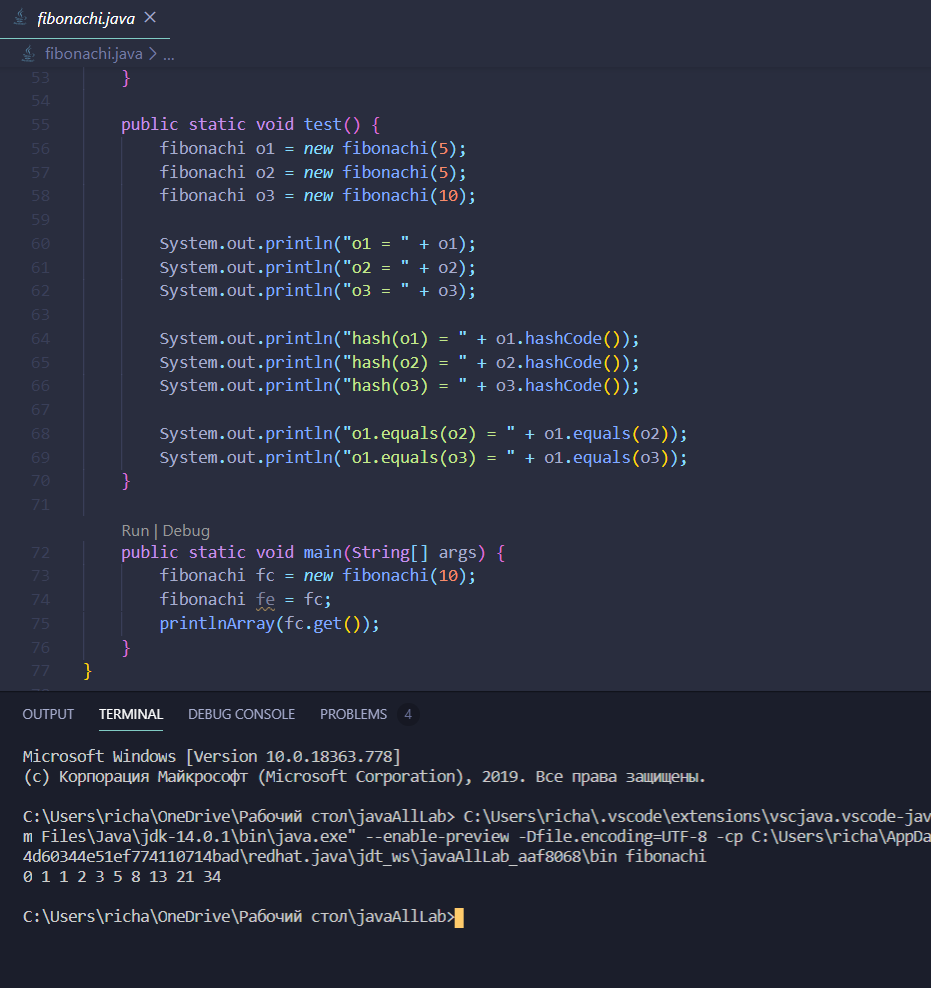 fibonachi.java ×
fibonachi.java > ...
53 }
54
55 public static void test() {
56 fibonachi o1 = new fibonachi(5);
57 fibonachi o2 = new fibonachi(5);
58 fibonachi o3 = new fibonachi(10);
59
60 System.out.println("o1 = " + o1);
61 System.out.println("o2 = " + o2);
62 System.out.println("o3 = " + o3);
63
64 System.out.println("hash(o1) = " + o1.hashCode());
65 System.out.println("hash(o2) = " + o2.hashCode());
66 System.out.println("hash(o3) = " + o3.hashCode());
67
68 System.out.println("o1.equals(o2) = " + o1.equals(o2));
69 System.out.println("o1.equals(o3) = " + o1.equals(o3));
70 }
71
Run | Debug
72 public static void main(String[] args) {
73 fibonachi fc = new fibonachi(10);
74 fibonachi fe = fc;
75 printlnArray(fc.get());
76 }
77 }
OUTPUT TERMINAL DEBUG CONSOLE PROBLEMS 4
Microsoft Windows [Version 10.0.18363.778]
(c) Корпорация Майкрософт (Microsoft Corporation), 2019. Все права защищены.
C:\Users\richa\OneDrive\Рабочий стол\javaAllLab> C:\Users\richa\.vscode\extensions\vscjava.vscode-jav
m Files\Java\jdk-14.0.1\bin\java.exe" --enable-preview -Dfile.encoding=UTF-8 -cp C:\Users\richa\AppDa
4d60344e51ef774110714bad\redhat.java\jdt_ws\javaAllLab_aaf8068\bin fibonachi
0 1 1 2 3 5 8 13 21 34
C:\Users\richa\OneDrive\Рабочий стол\javaAllLab>